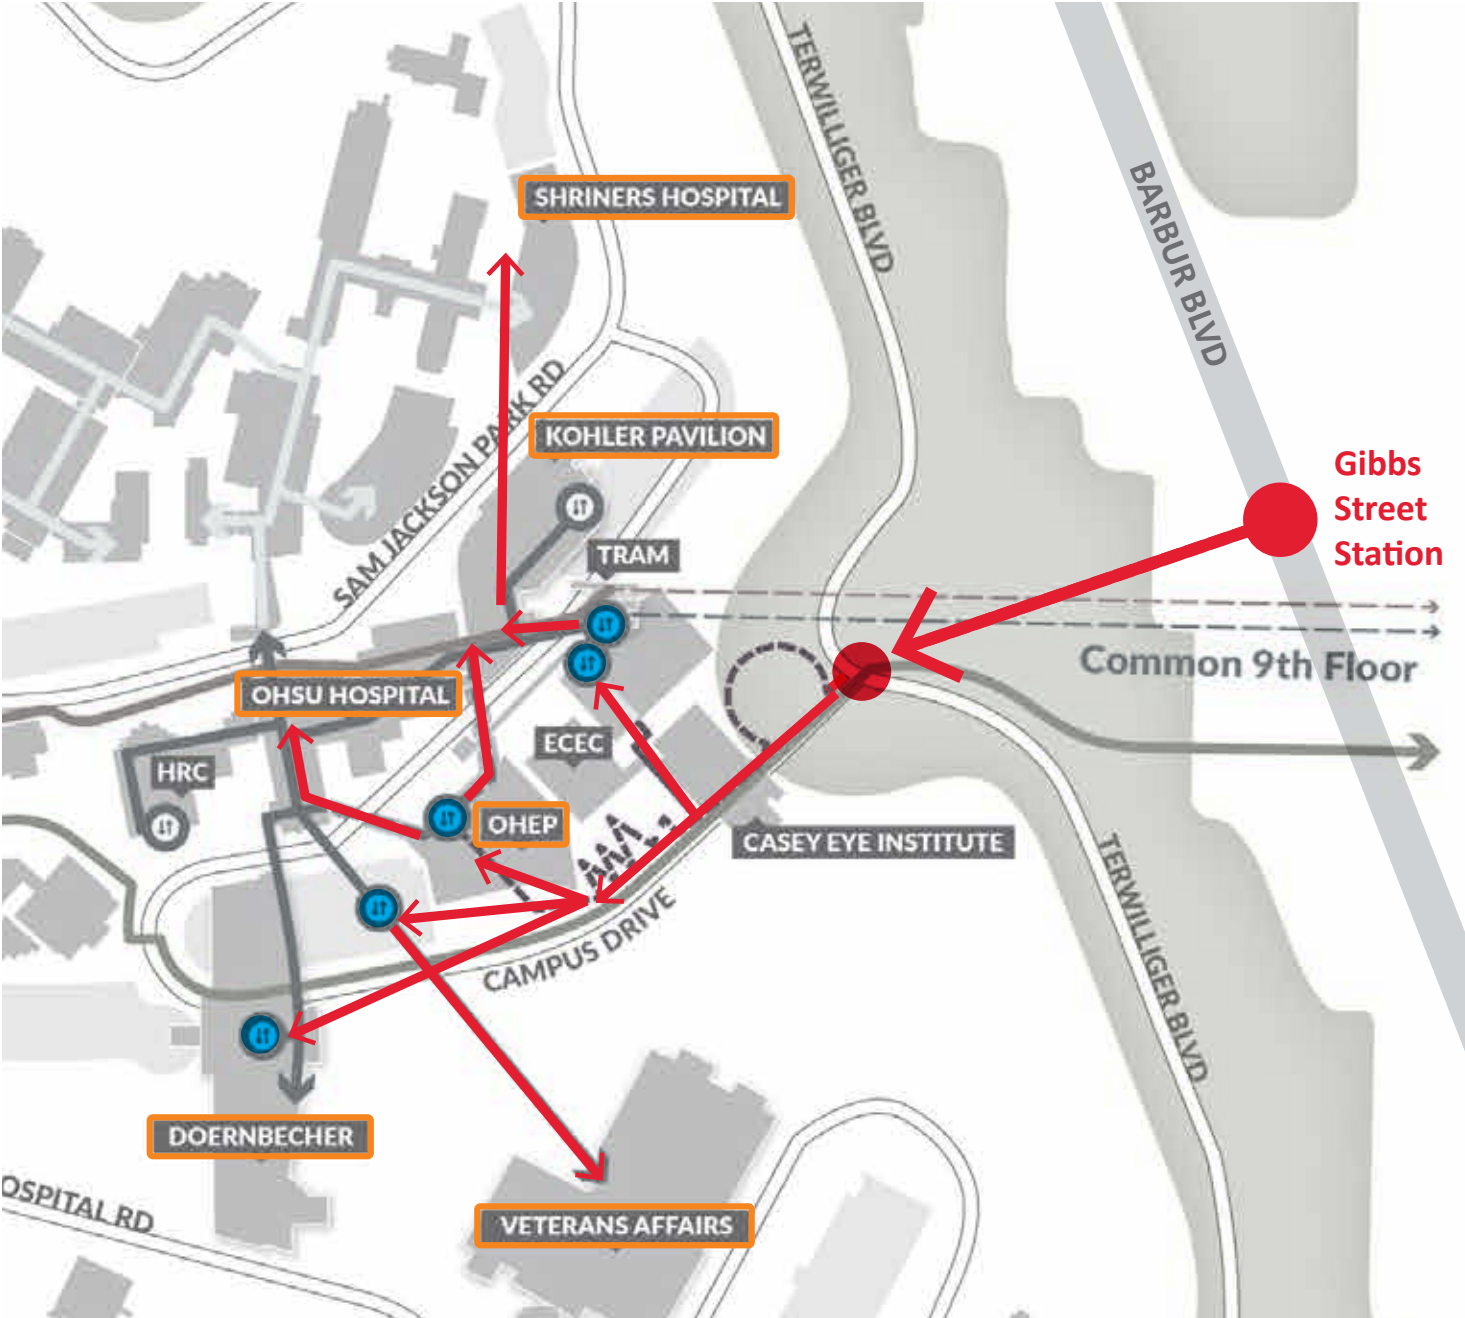 TERWILLIGER BLVD
BARBUR BLVD
SHRINERS HOSPITAL
SAM JACKSON PARK RD
KOHLER PAVILION
Gibbs
Street
Station
TRAM
Common 9th Floor
OHSU HOSPITAL
ECEC
HRC
OHEP
CASEY EYE INSTITUTE
CAMPUS DRIVE
TERWILLIGER BLVD
DOERNBECHER
OSPITAL RD
VETERANS AFFAIRS